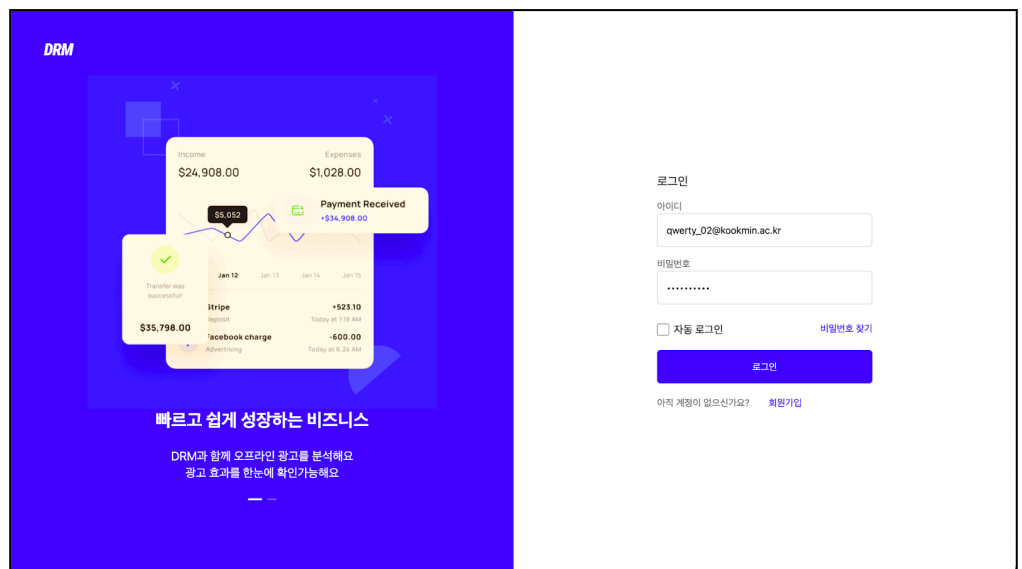 DRM
Income
Expenses
$24,908.00
$1,028.00
Payment Received
+$34,908.00
$5,052
Transfer was
successful!
$35,798.00
Jan 12
Jan 13
Jan 14
Jan 15
Stripe
+523.10
Deposit
Today at 7:18 AM
Facebook charge
-600.00
Advertising
Today at 6:24 AM
빠르고 쉽게 성장하는 비즈니스
DRM과 함께 오프라인 광고를 분석해요
광고 효과를 한눈에 확인가능해요
로그인
아이디
qwerty_02@kookmin.ac.kr
비밀번호
••••••••••
자동 로그인
비밀번호 찾기
로그인
아직 계정이 없으신가요?
회원가입